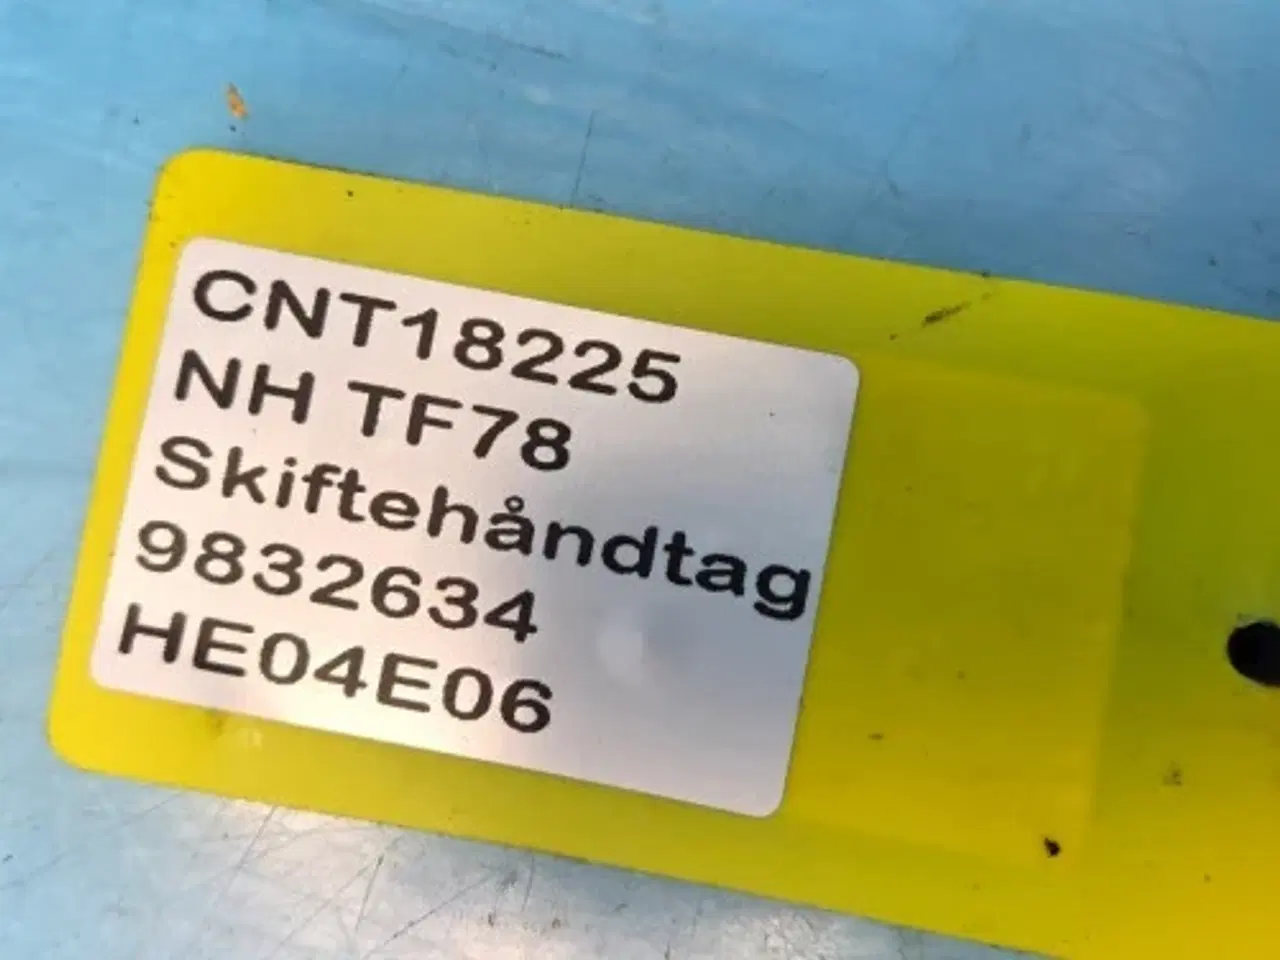 CNT18225
NH TF78
Skiftehåndtag
9832634
HE04E06